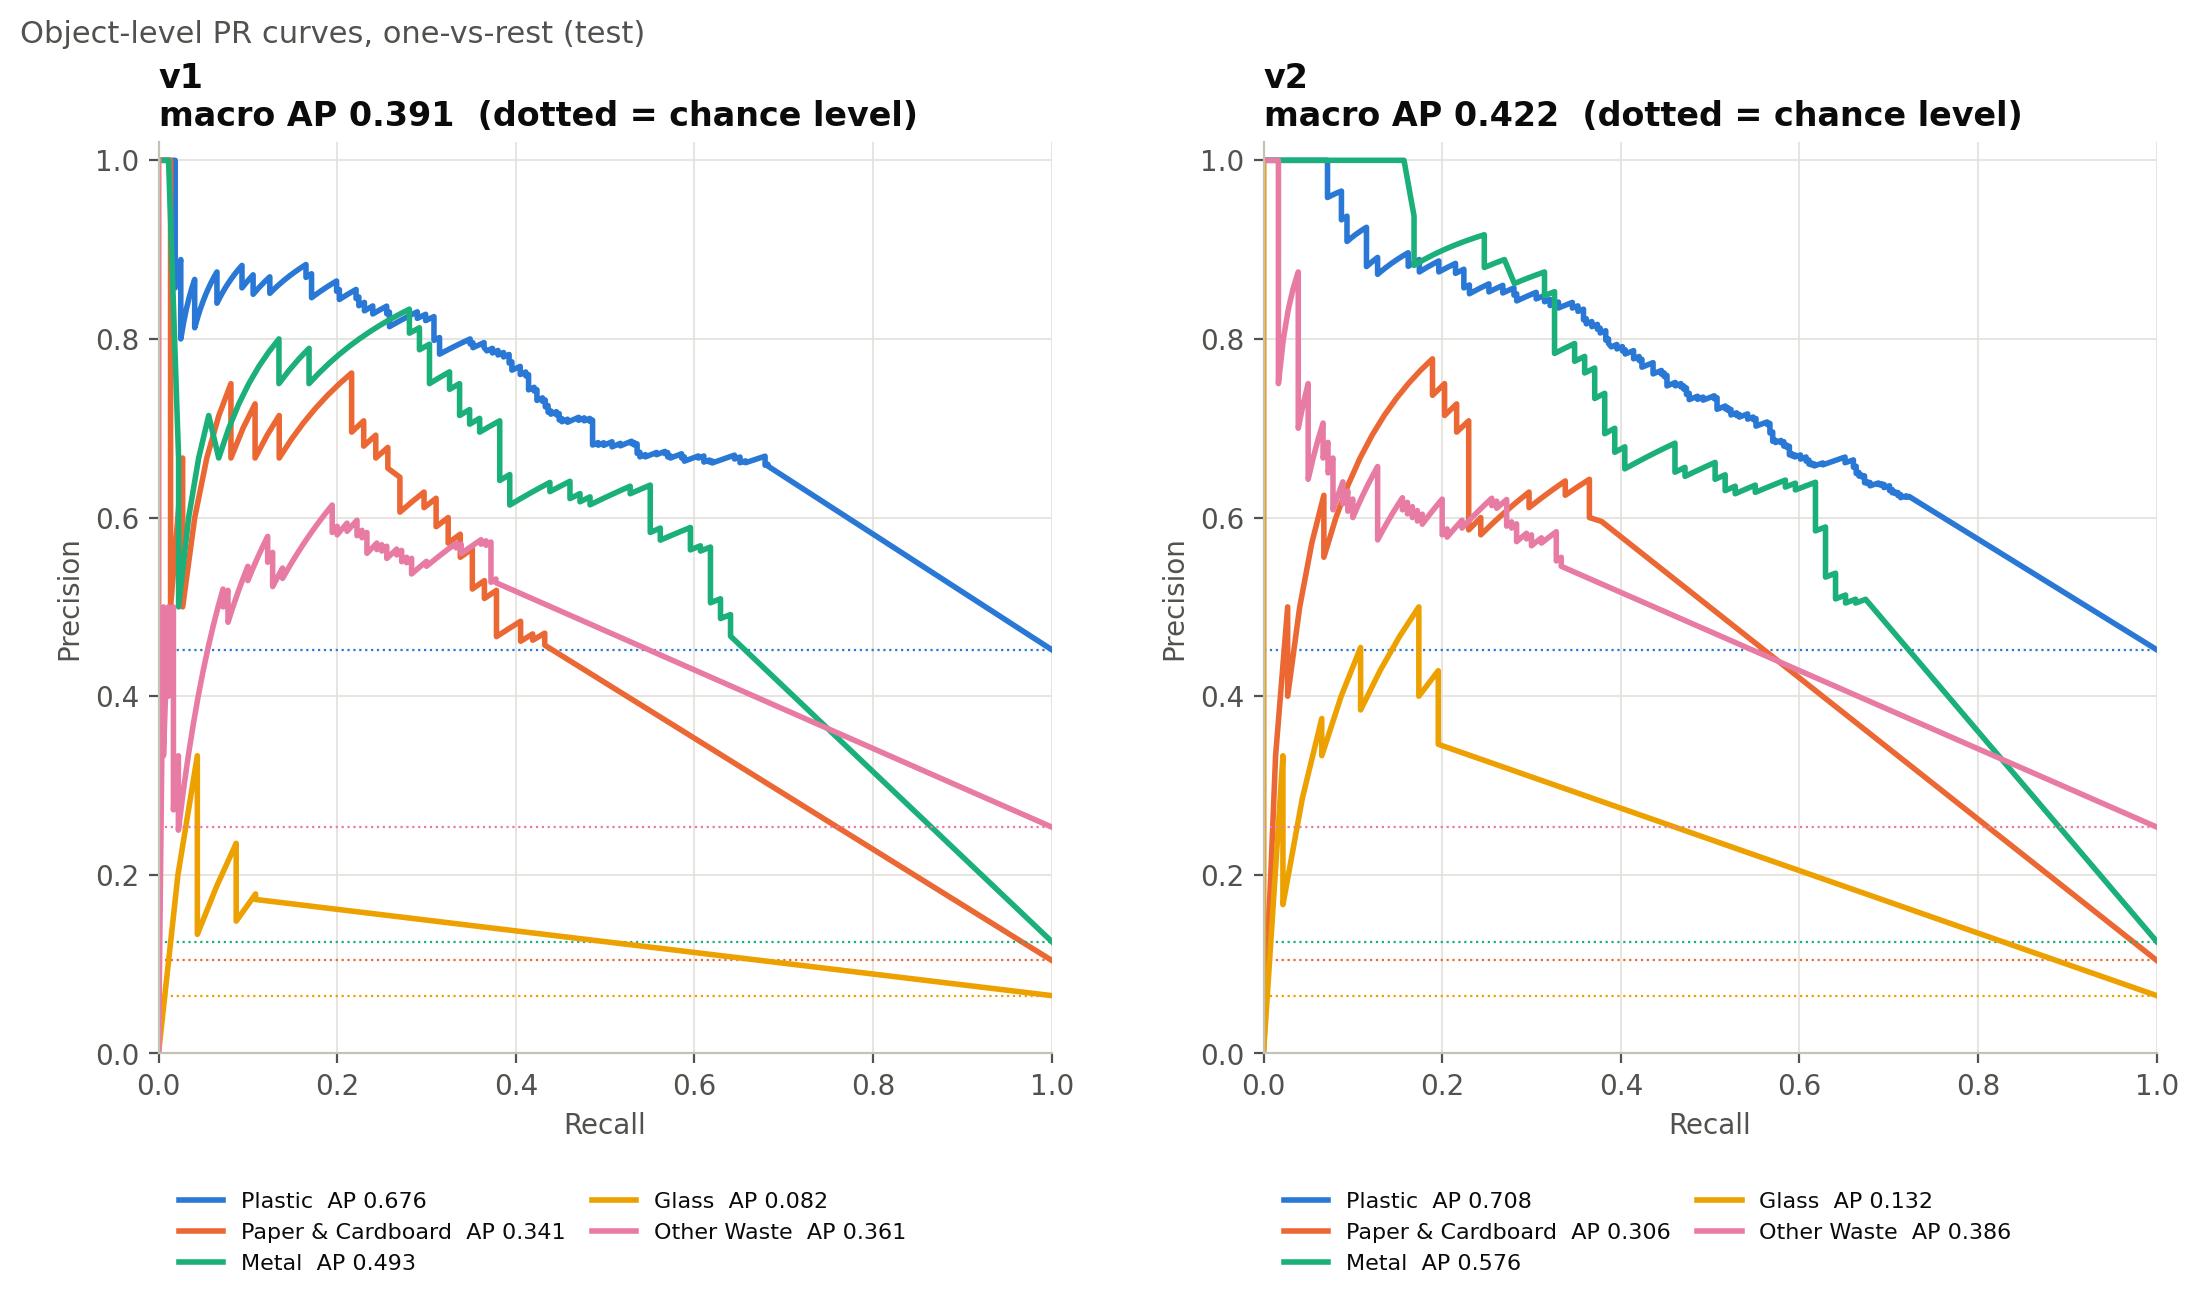 Object-level PR curves, one-vs-rest (test)
v1
macro AP 0.391  (dotted = chance level)
1.0
0.8
0.6
0.4
0.2
0.0
Precision
0.0 0.2 0.4 0.6 0.8 1.0
Recall
Plastic  AP 0.676
Paper & Cardboard  AP 0.341
Metal  AP 0.493
Glass  AP 0.082
Other Waste  AP 0.361
v2
macro AP 0.422  (dotted = chance level)
1.0
0.8
0.6
0.4
0.2
0.0
Precision
0.0 0.2 0.4 0.6 0.8 1.0
Recall
Plastic  AP 0.708
Paper & Cardboard  AP 0.306
Metal  AP 0.576
Glass  AP 0.132
Other Waste  AP 0.386